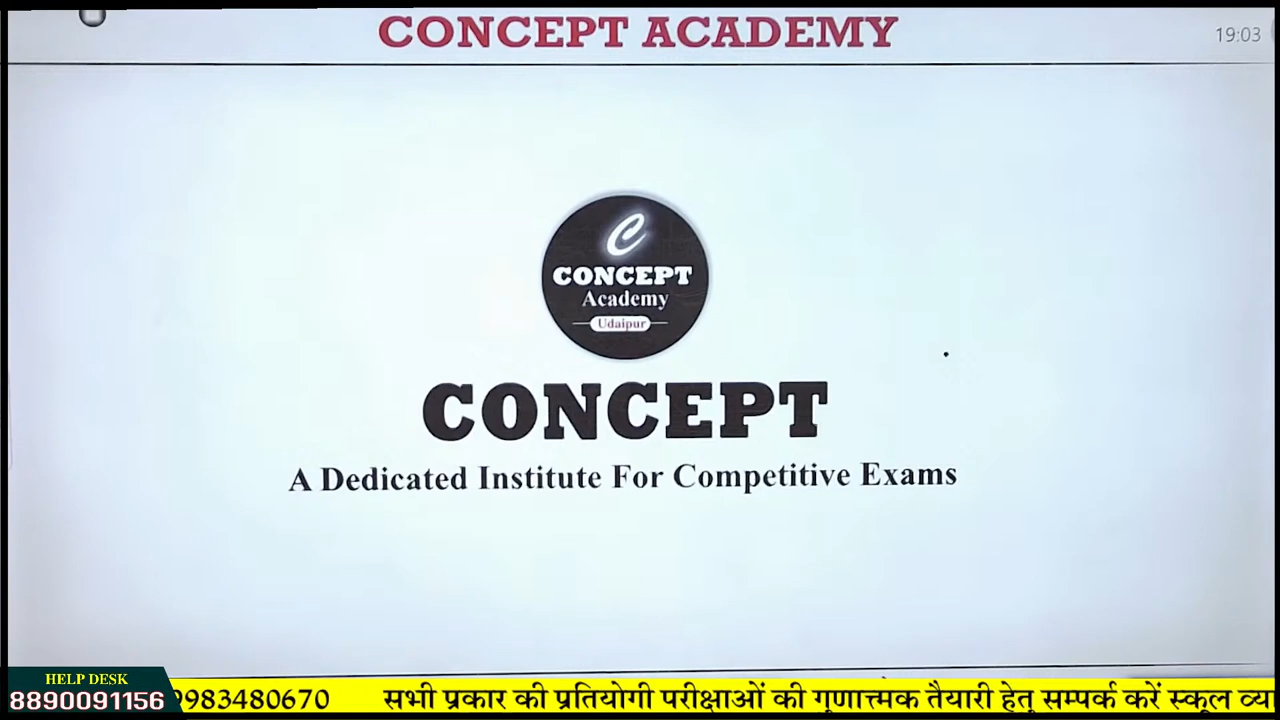 CONCEPT ACADEMY
19:03
C
CONCEPT
Academy
Udaipur
CONCEPT
A Dedicated Institute For Competitive Exams
HELP DESK
8890091156
9983480670 सभी प्रकार की प्रतियोगी परीक्षाओं की गुणात्त्मक तैयारी हेतु सम्पर्क करें स्कूल